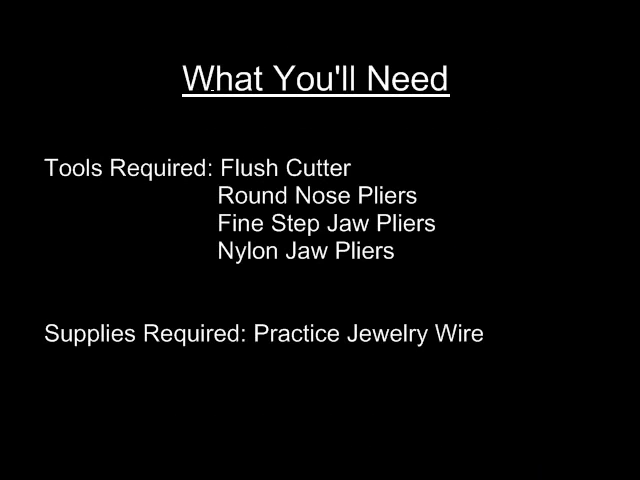 What You'll Need
Tools Required: Flush Cutter
Round Nose Pliers
Fine Step Jaw Pliers
Nylon Jaw Pliers
Supplies Required: Practice Jewelry Wire